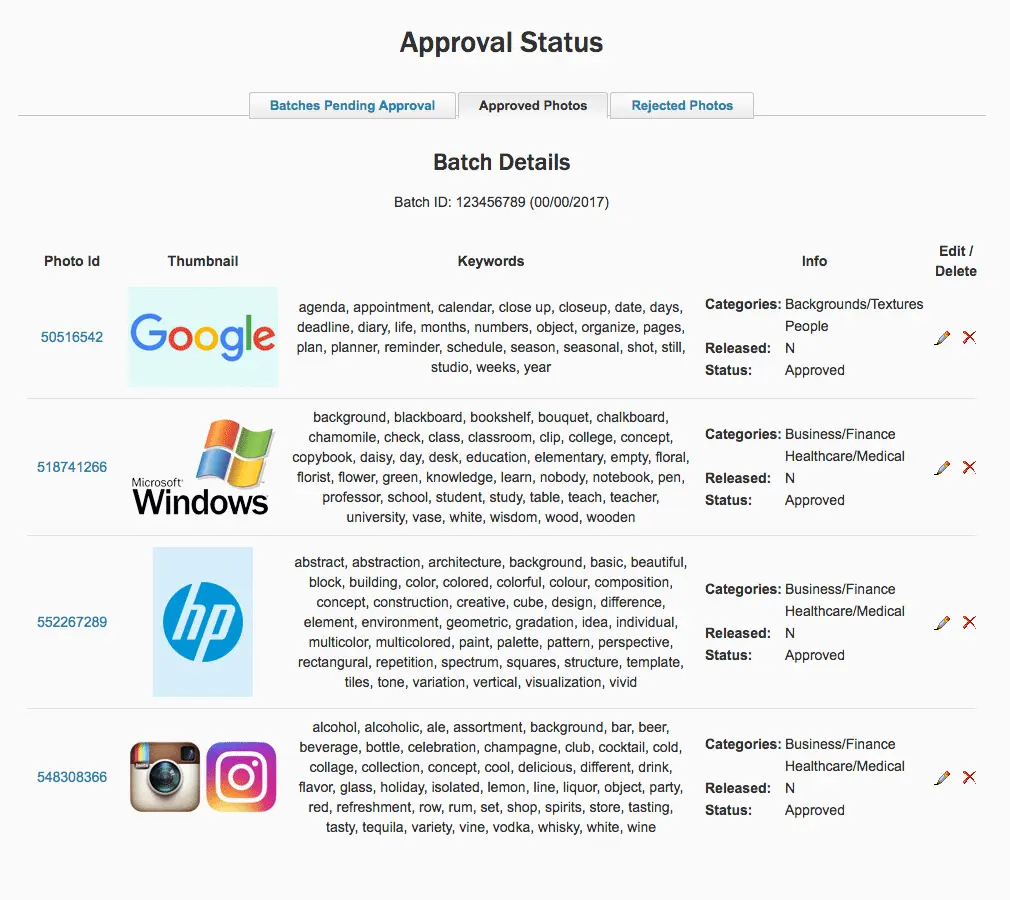 Approval Status
Batches Pending Approval
Approved Photos
Rejected Photos
Batch Details
Batch ID: 123456789 (00/00/2017)
Photo Id
Thumbnail
Keywords
Info
Edit /
Delete
50516542
Google
agenda, appointment, calendar, close up, closeup, date, days,
deadline, diary, life, months, numbers, object, organize, pages,
plan, planner, reminder, schedule, season, seasonal, shot, still,
studio, weeks, year
Categories: Backgrounds/Textures
People
Released: N
Status: Approved
518741266
Microsoft
Windows
background, blackboard, bookshelf, bouquet, chalkboard,
chamomile, check, class, classroom, clip, college, concept,
copybook, daisy, day, desk, education, elementary, empty, floral,
florist, flower, green, knowledge, learn, nobody, notebook, pen,
professor, school, student, study, table, teach, teacher,
university, vase, white, wisdom, wood, wooden
Categories: Business/Finance
Healthcare/Medical
Released: N
Status: Approved
552267289
hp
abstract, abstraction, architecture, background, basic, beautiful,
block, building, color, colored, colorful, colour, composition,
concept, construction, creative, cube, design, difference,
element, environment, geometric, gradation, idea, individual,
multicolor, multicolored, paint, palette, pattern, perspective,
rectangural, repetition, spectrum, squares, structure, template,
tiles, tone, variation, vertical, visualization, vivid
Categories: Business/Finance
Healthcare/Medical
Released: N
Status: Approved
548308366
alcohol, alcoholic, ale, assortment, background, bar, beer,
beverage, bottle, celebration, champagne, club, cocktail, cold,
collage, collection, concept, cool, delicious, different, drink,
flavor, glass, holiday, isolated, lemon, line, liquor, object, party,
red, refreshment, row, rum, set, shop, spirits, store, tasting,
tasty, tequila, variety, vine, vodka, whisky, white, wine
Categories: Business/Finance
Healthcare/Medical
Released: N
Status: Approved